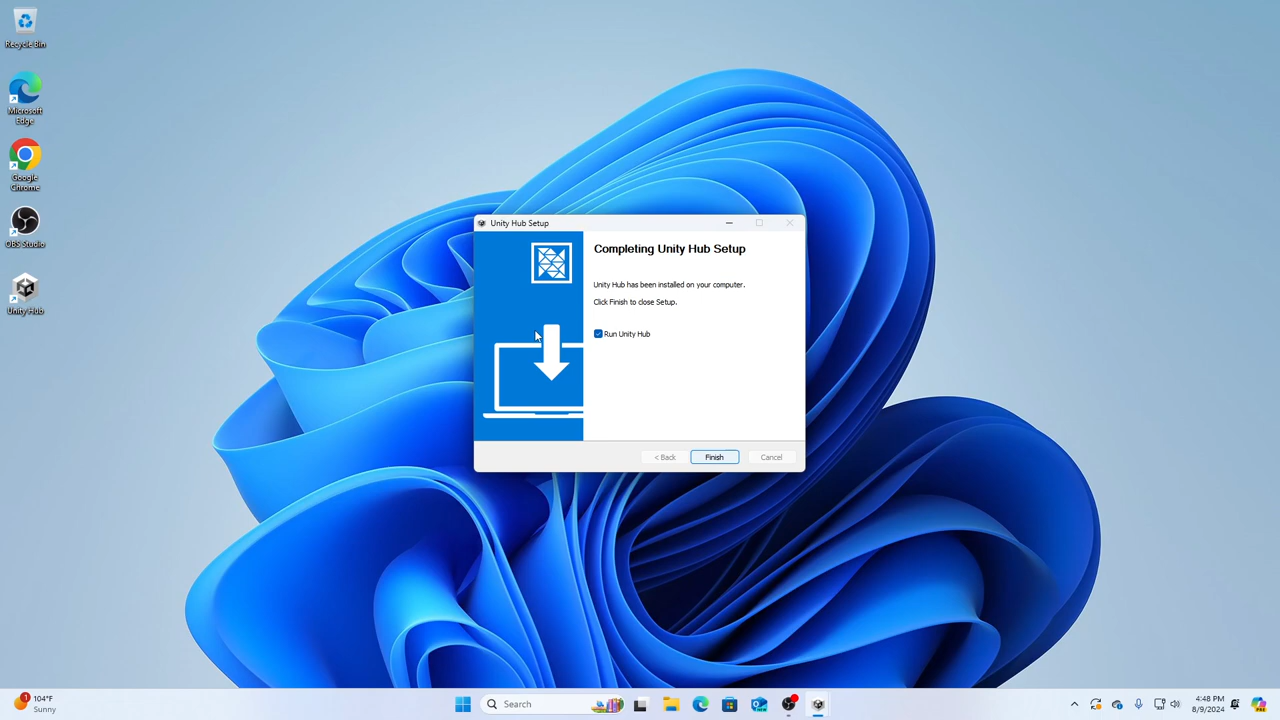 Recycle Bin
Microsoft
Edge
Google
Chrome
OBS Studio
Unity Hub
Unity Hub Setup
Completing Unity Hub Setup
Unity Hub has been installed on your computer.
Click Finish to close Setup.
Run Unity Hub
< Back
Finish
Cancel
1
104°F
Sunny
Search
4:48 PM
8/9/2024